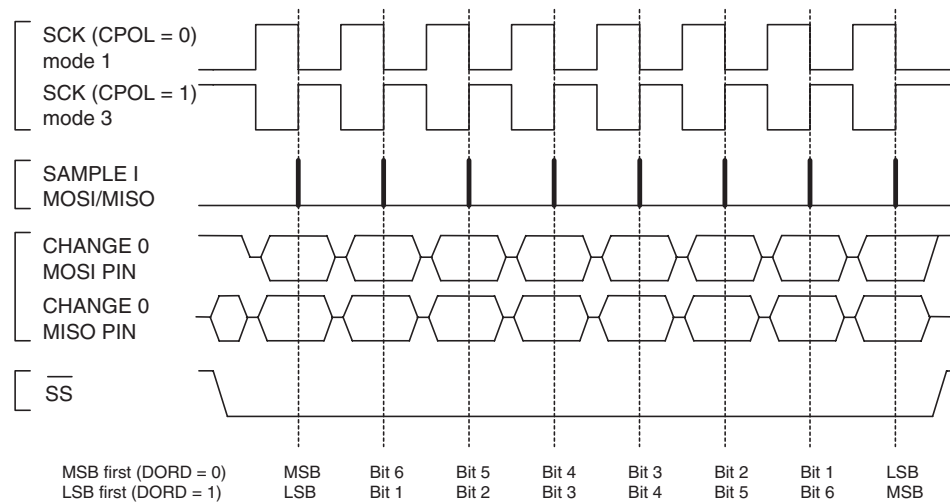 SCK (CPOL = 0)
mode 1
SCK (CPOL = 1)
mode 3
SAMPLE I
MOSI/MISO
CHANGE 0
MOSI PIN
CHANGE 0
MISO PIN
SS
MSB first (DORD = 0) MSB Bit 6 Bit 5 Bit 4 Bit 3 Bit 2 Bit 1 LSB
LSB first (DORD = 1) LSB Bit 1 Bit 2 Bit 3 Bit 4 Bit 5 Bit 6 MSB